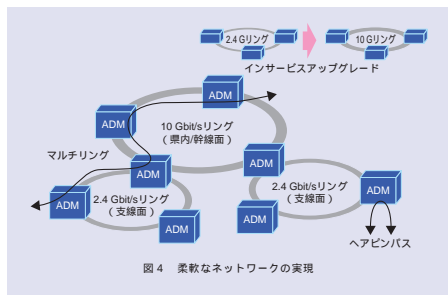 2.4 Gリング
10 Gリング
インサービスアップグレード
ADM
ADM
10 Gbit/sリング
（県内/幹線面）
マルチリング
ADM
ADM
ADM
2.4 Gbit/sリング
（支線面）
ADM
2.4 Gbit/sリング
（支線面）
ADM
ADM
ヘアピンパス
図4 柔軟なネットワークの実現